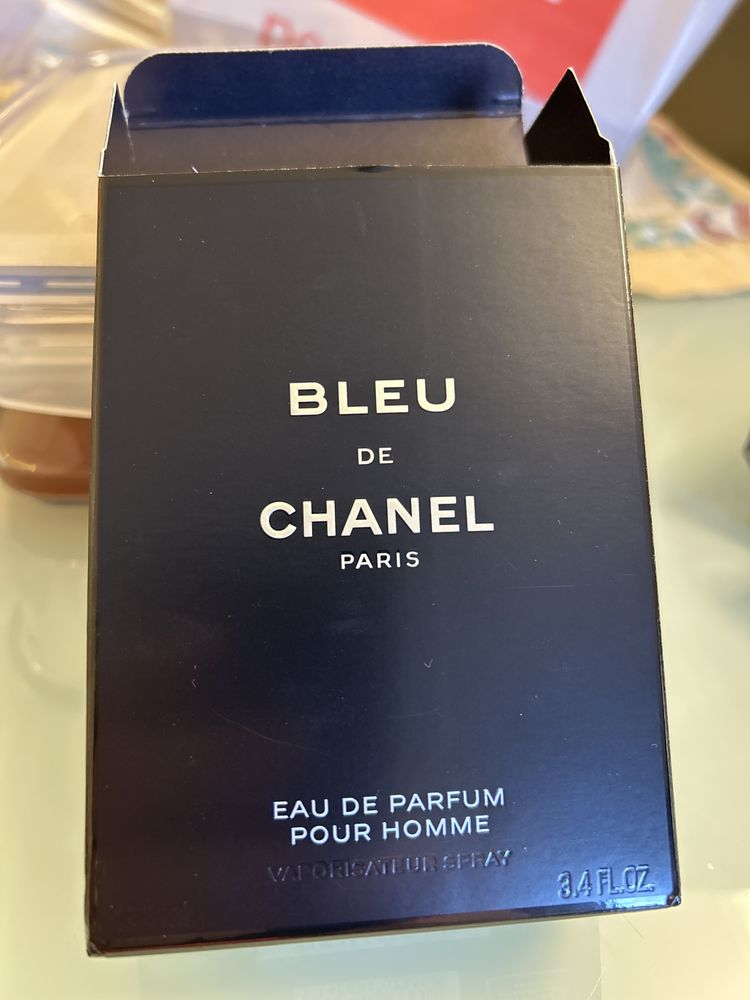 BLEU
DE
CHANEL
PARIS
EAU DE PARFUM
POUR HOMME
VAPORISATEUR SPRAY
3.4 FL.OZ.